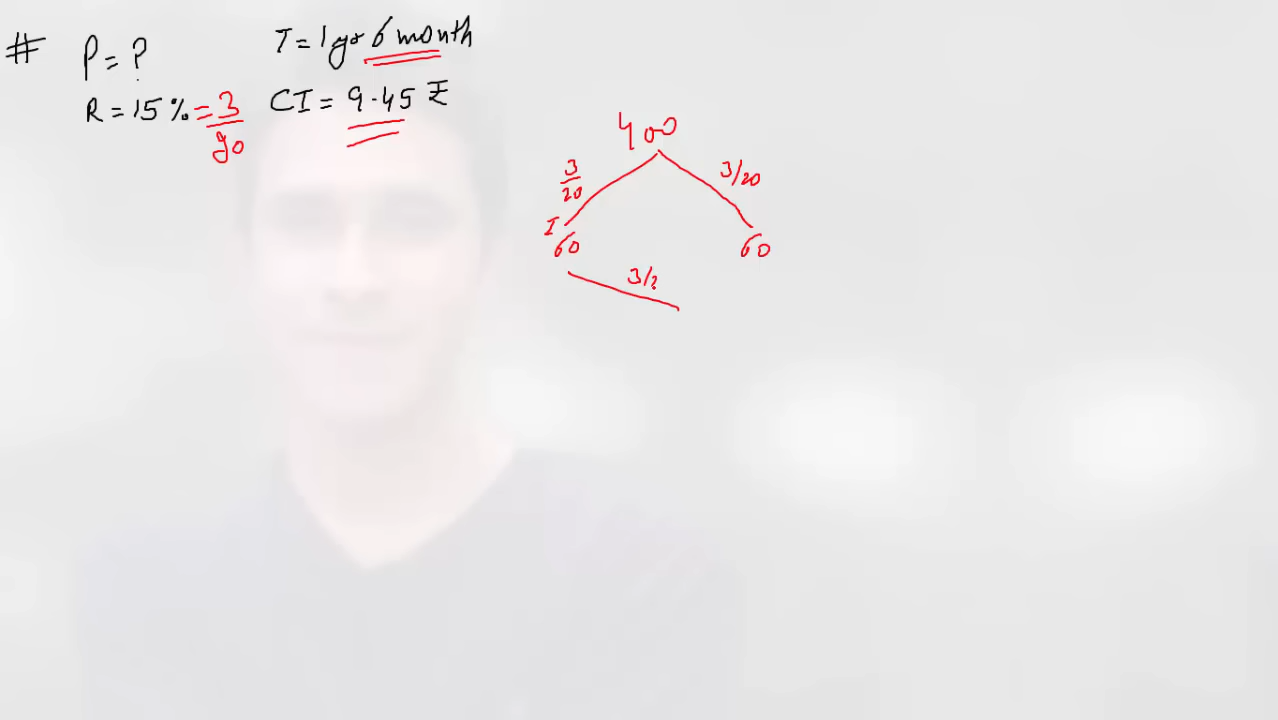 # P = ? T = 1 yr 6 month
R = 15 % = 3/20 CI = 9.45 ₹
400
3/20 3/20
I
60 60
3/2